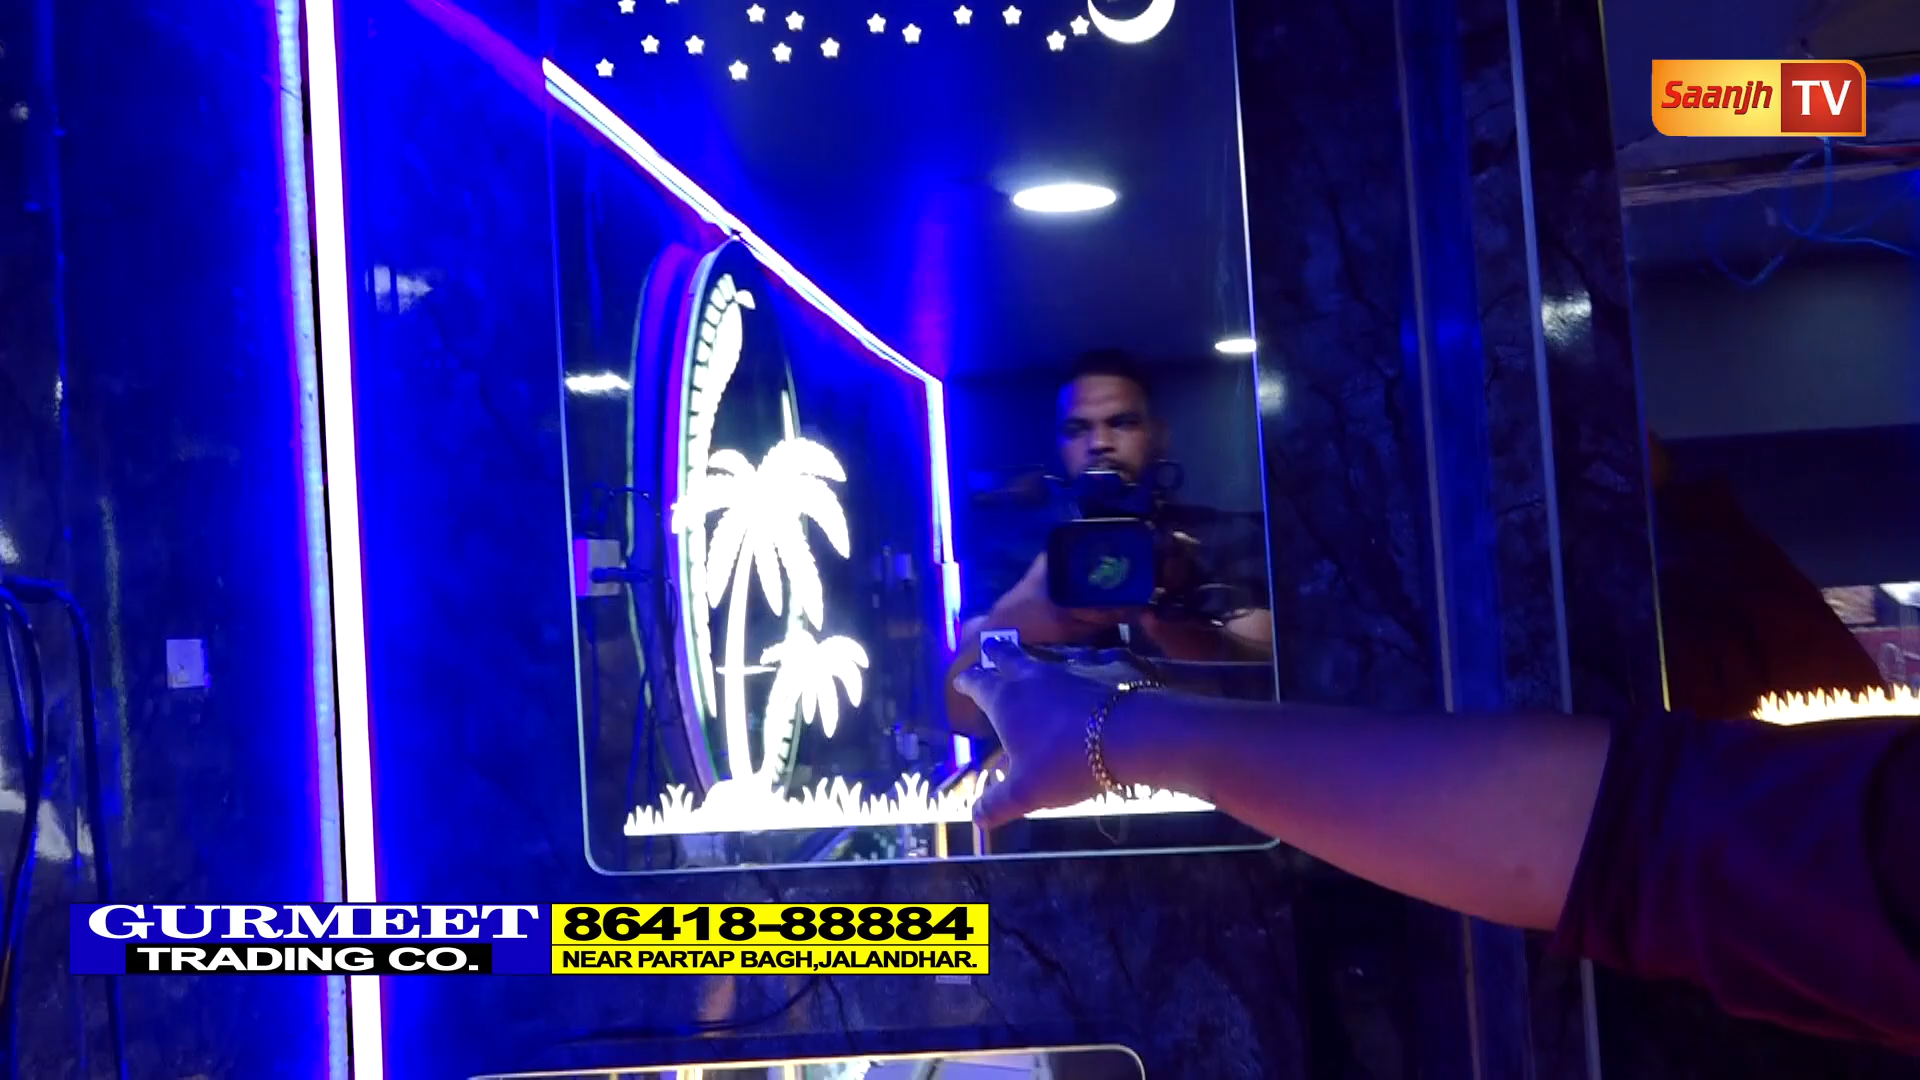 Saanjh TV
GURMEET
TRADING CO.
86418-88884
NEAR PARTAP BAGH,JALANDHAR.